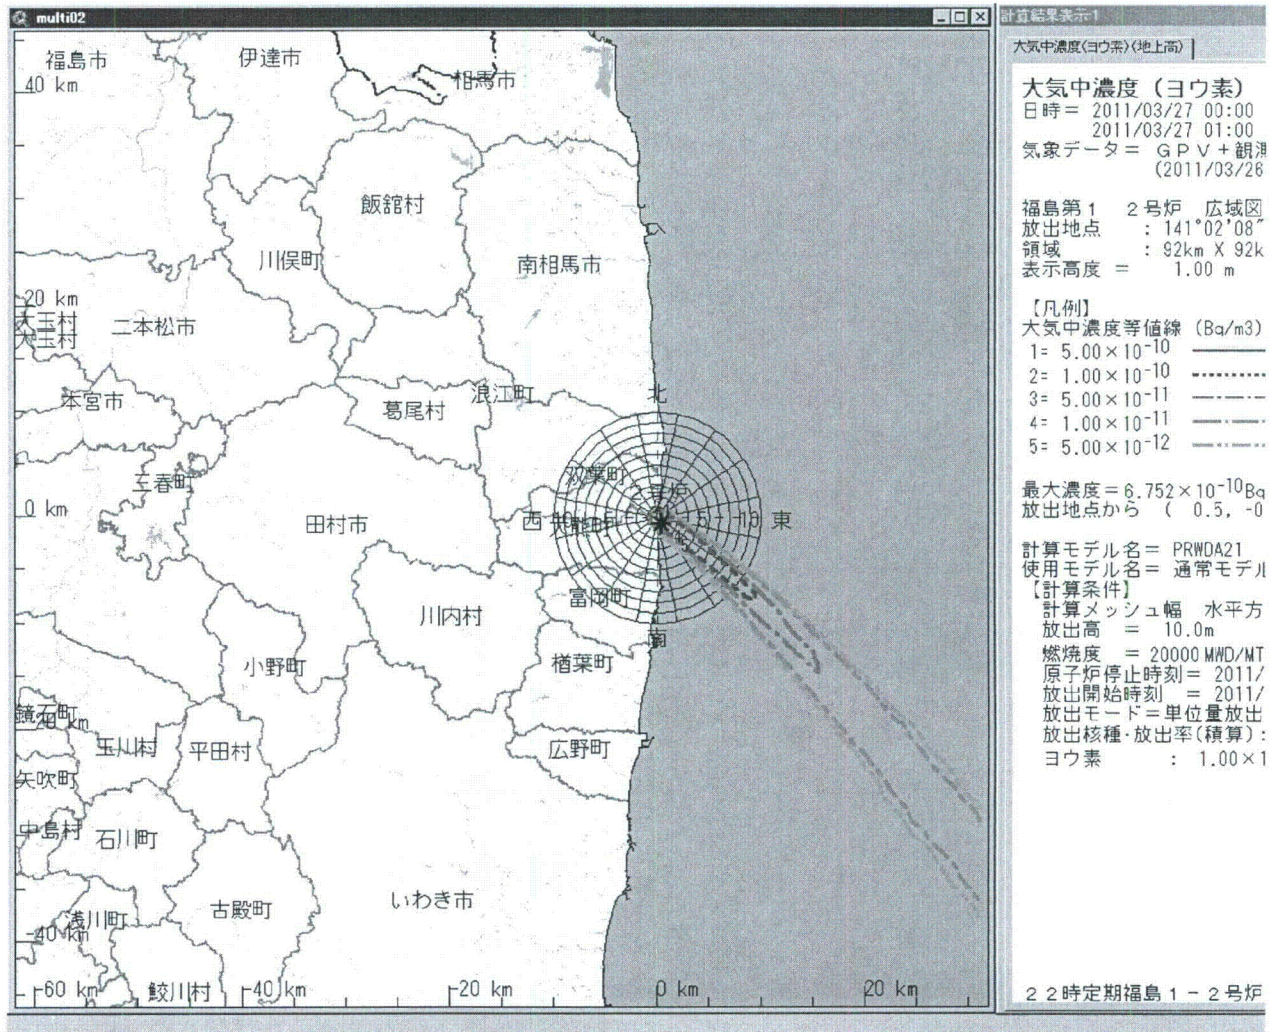 multi02
福島市
伊達市
相馬市
40 km
飯舘村
川俣町
南相馬市
20 km
大玉村
大玉村
二本松市
本宮市
葛尾村
浪江町
北
三春町
双葉町
0 km
田村市
西
東
富岡町
川内村
南
小野町
楢葉町
鏡石町
-20 km
玉川村
平田村
広野町
矢吹町
中島村
石川町
浅川町
古殿町
いわき市
-40 km
鮫川村
-60 km
-40 km
-20 km
0 km
20 km
計算結果表示-1
大気中濃度(ヨウ素)(地上高)
大気中濃度（ヨウ素）
日時＝ 2011/03/27 00:00
2011/03/27 01:00
気象データ＝ ＧＰＶ＋観測
(2011/03/26
福島第１ ２号炉 広域図
放出地点 : 141°02'08"
領域 : 92km X 92k
表示高度 ＝ 1.00 m
【凡例】
大気中濃度等値線 (Bq/m3)
1= 5.00×10-10
2= 1.00×10-10
3= 5.00×10-11
4= 1.00×10-11
5= 5.00×10-12
最大濃度＝6.752×10-10Bq
放出地点から ( 0.5, -0
計算モデル名＝ PRWDA21
使用モデル名＝ 通常モデル
【計算条件】
計算メッシュ幅 水平方
放出高 ＝ 10.0m
燃焼度 ＝20000MWD/MT
原子炉停止時刻＝ 2011/
放出開始時刻 ＝ 2011/
放出モード＝単位量放出
放出核種・放出率(積算):
ヨウ素 : 1.00×1
２２時定期福島１－２号炉